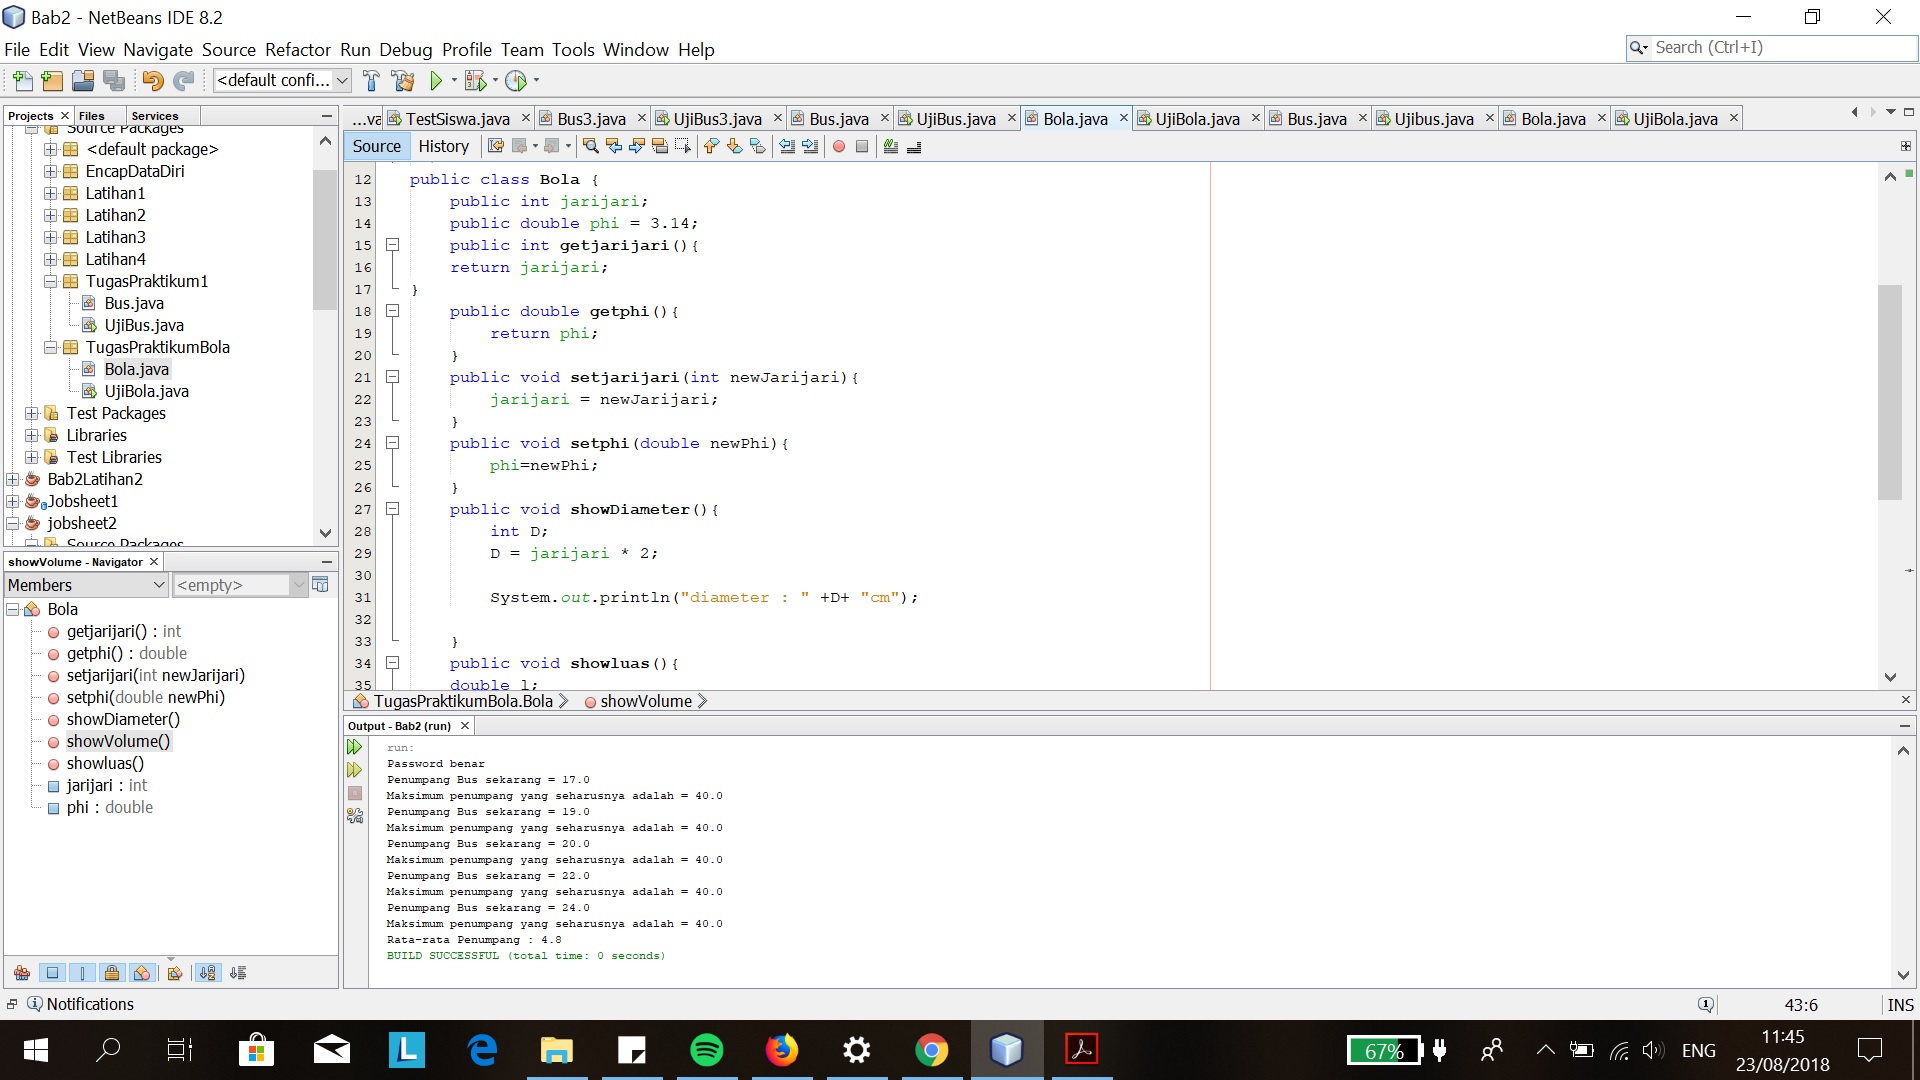 Bab2 - NetBeans IDE 8.2
File Edit View Navigate Source Refactor Run Debug Profile Team Tools Window Help
Search (Ctrl+I)
<default confi...
Projects Files Services
Source Packages
<default package>
EncapDataDiri
Latihan1
Latihan2
Latihan3
Latihan4
TugasPraktikum1
Bus.java
UjiBus.java
TugasPraktikumBola
Bola.java
UjiBola.java
Test Packages
Libraries
Test Libraries
Bab2Latihan2
Jobsheet1
jobsheet2
Source Packages
showVolume - Navigator
Members <empty>
Bola
getjarijari() : int
getphi() : double
setjarijari(int newJarijari)
setphi(double newPhi)
showDiameter()
showVolume()
showluas()
jarijari : int
phi : double
...va TestSiswa.java Bus3.java UjiBus3.java Bus.java UjiBus.java Bola.java UjiBola.java Bus.java Ujibus.java Bola.java UjiBola.java
Source History
12 public class Bola {
13 public int jarijari;
14 public double phi = 3.14;
15 public int getjarijari(){
16 return jarijari;
17 }
18 public double getphi(){
19 return phi;
20 }
21 public void setjarijari(int newJarijari){
22 jarijari = newJarijari;
23 }
24 public void setphi(double newPhi){
25 phi=newPhi;
26 }
27 public void showDiameter(){
28 int D;
29 D = jarijari * 2;
30
31 System.out.println("diameter : " +D+ "cm");
32
33 }
34 public void showluas(){
35 double l;
TugasPraktikumBola.Bola showVolume
Output - Bab2 (run)
run:
Password benar
Penumpang Bus sekarang = 17.0
Maksimum penumpang yang seharusnya adalah = 40.0
Penumpang Bus sekarang = 19.0
Maksimum penumpang yang seharusnya adalah = 40.0
Penumpang Bus sekarang = 20.0
Maksimum penumpang yang seharusnya adalah = 40.0
Penumpang Bus sekarang = 22.0
Maksimum penumpang yang seharusnya adalah = 40.0
Penumpang Bus sekarang = 24.0
Maksimum penumpang yang seharusnya adalah = 40.0
Rata-rata Penumpang : 4.8
BUILD SUCCESSFUL (total time: 0 seconds)
Notifications
43:6 INS
L
67%
ENG
11:45
23/08/2018